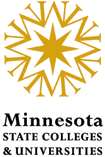 Minnesota
STATE COLLEGES
& UNIVERSITIES